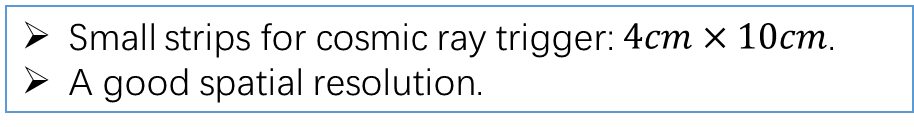 ➢ Small strips for cosmic ray trigger: 4cm × 10cm.
➢ A good spatial resolution.